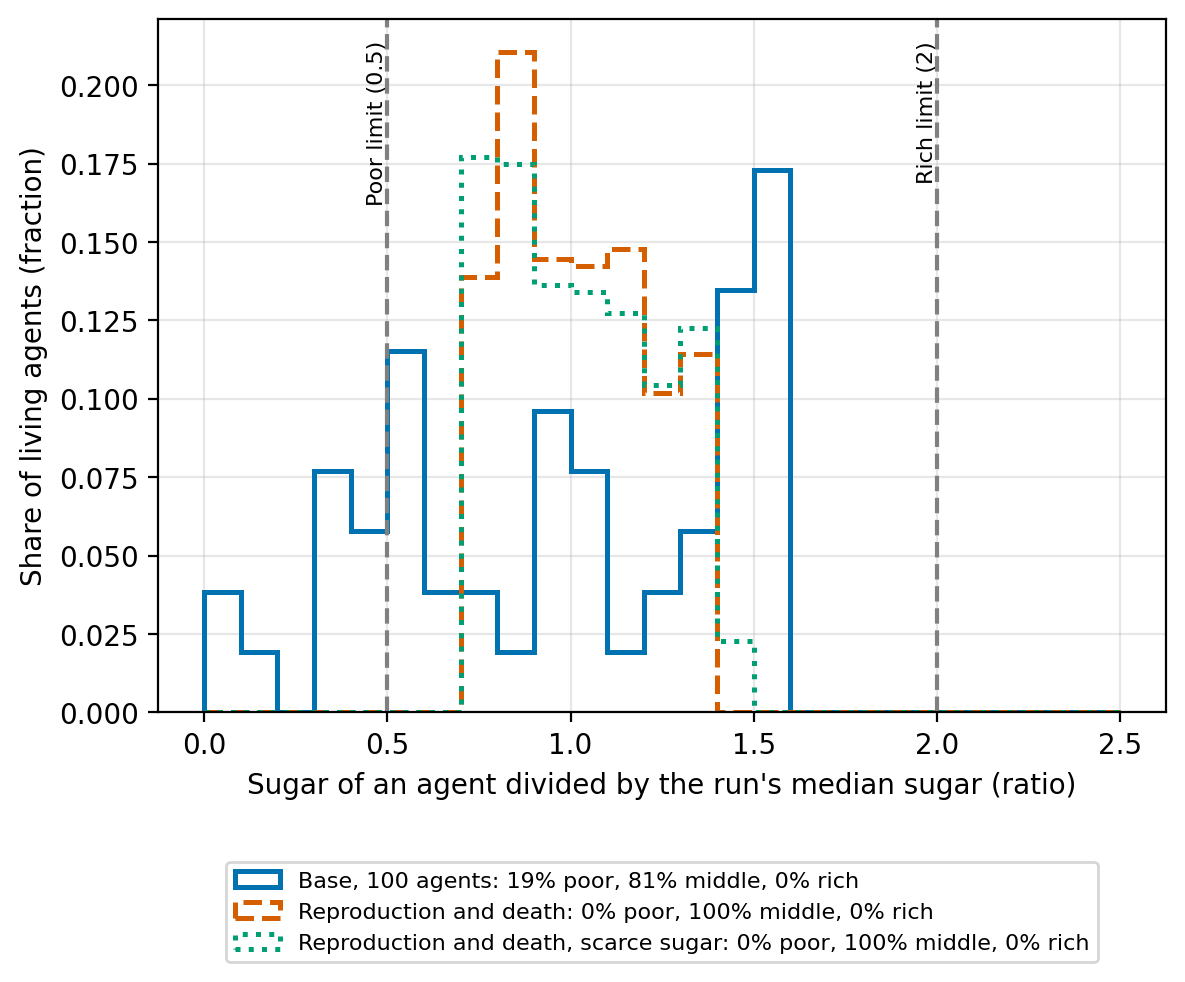 Share of living agents (fraction)
0.200
0.175
0.150
0.125
0.100
0.075
0.050
0.025
0.000
Poor limit (0.5)
Rich limit (2)
0.0 0.5 1.0 1.5 2.0 2.5
Sugar of an agent divided by the run's median sugar (ratio)
Base, 100 agents: 19% poor, 81% middle, 0% rich
Reproduction and death: 0% poor, 100% middle, 0% rich
Reproduction and death, scarce sugar: 0% poor, 100% middle, 0% rich